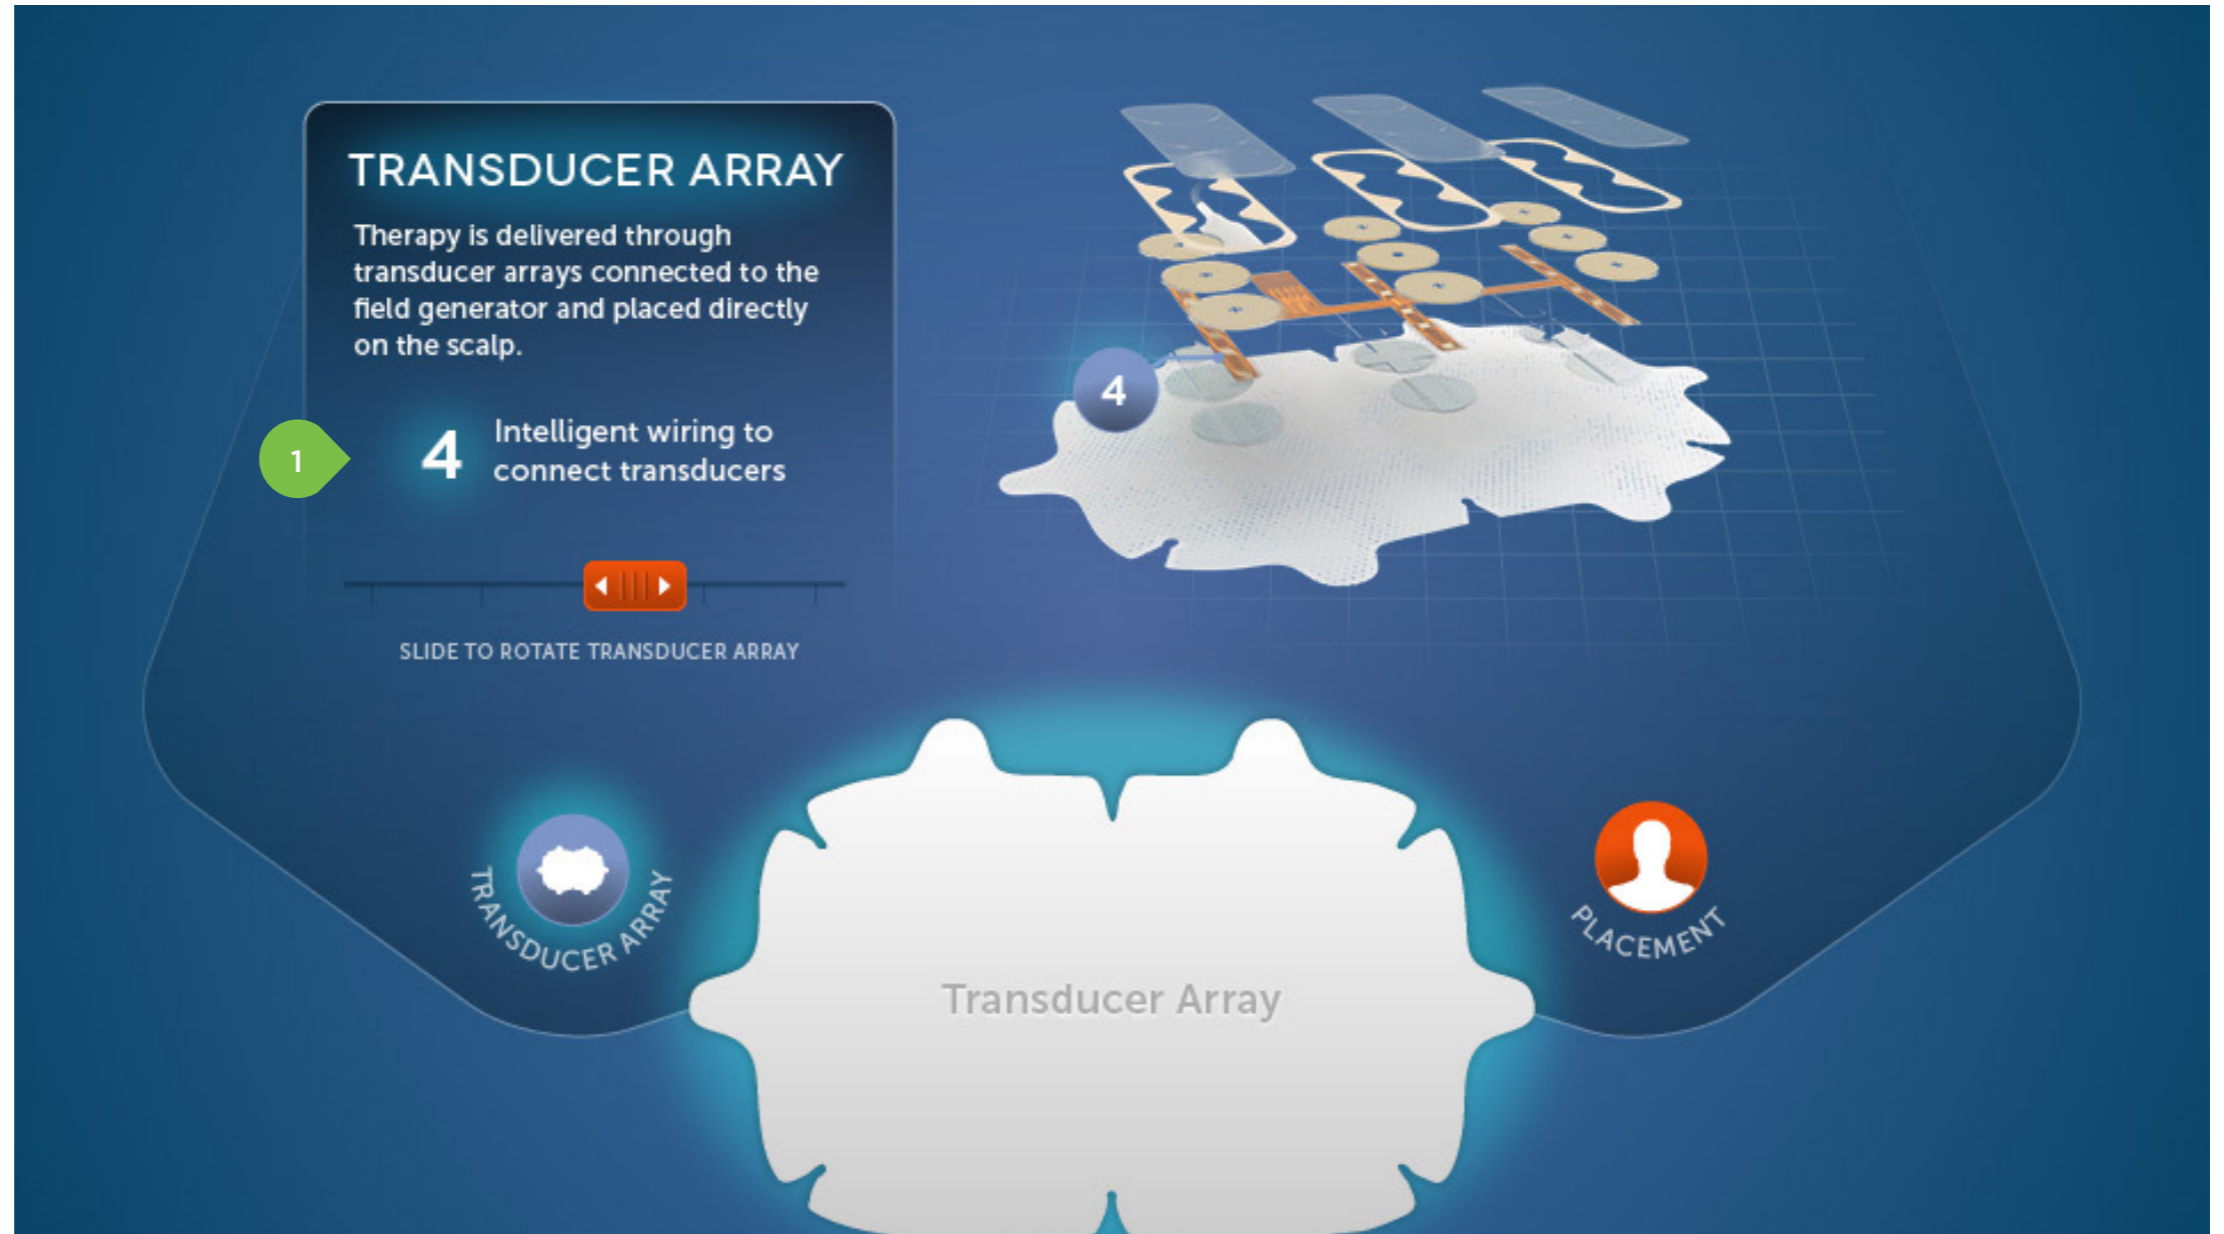 TRANSDUCER ARRAY
Therapy is delivered through
transducer arrays connected to the
field generator and placed directly
on the scalp.
1
4
Intelligent wiring to
connect transducers
SLIDE TO ROTATE TRANSDUCER ARRAY
4
TRANSDUCER ARRAY
Transducer Array
PLACEMENT